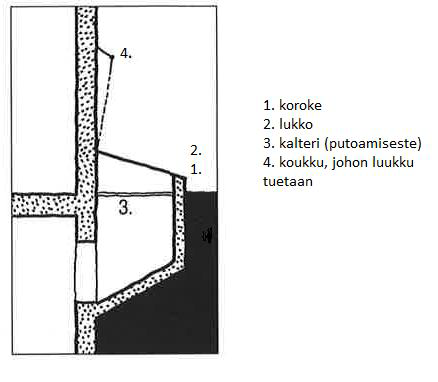 4.
2.
1.
3.
1. koroke
2. lukko
3. kalteri (putoamiseste)
4. koukku, johon luukku
tuetaan